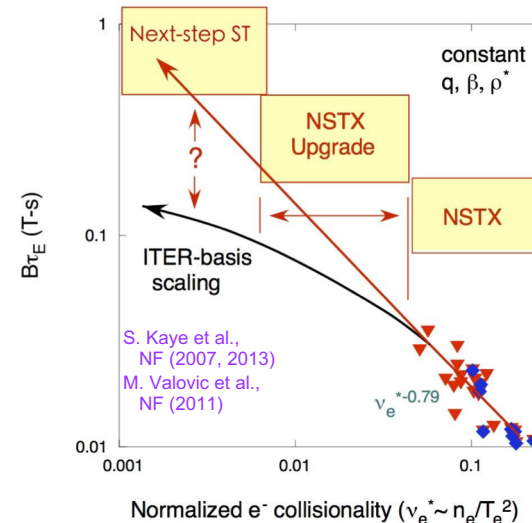 1
Next-step ST
constant
q, β, ρ*
NSTX
Upgrade
?
NSTX
BτE (T-s)
0.1
ITER-basis
scaling
S. Kaye et al.,
NF (2007, 2013)
M. Valovic et al.,
NF (2011)
νe*-0.79
0.01
0.001
0.01
0.1
Normalized e- collisionality (νe*~ ne/Te2)